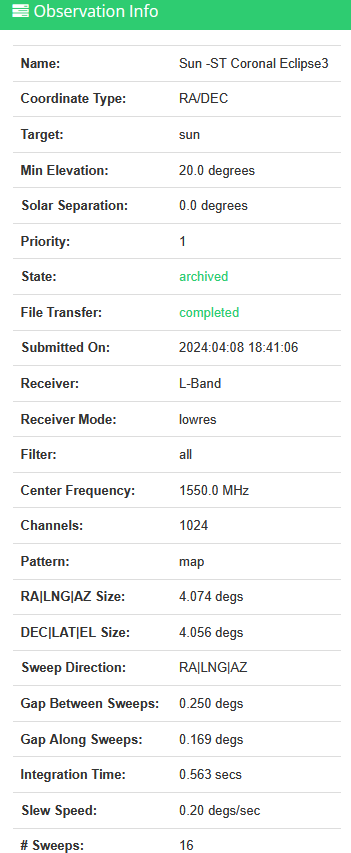 Observation Info
Name: Sun -ST Coronal Eclipse3
Coordinate Type: RA/DEC
Target: sun
Min Elevation: 20.0 degrees
Solar Separation: 0.0 degrees
Priority: 1
State: archived
File Transfer: completed
Submitted On: 2024:04:08 18:41:06
Receiver: L-Band
Receiver Mode: lowres
Filter: all
Center Frequency: 1550.0 MHz
Channels: 1024
Pattern: map
RA|LNG|AZ Size: 4.074 degs
DEC|LAT|EL Size: 4.056 degs
Sweep Direction: RA|LNG|AZ
Gap Between Sweeps: 0.250 degs
Gap Along Sweeps: 0.169 degs
Integration Time: 0.563 secs
Slew Speed: 0.20 degs/sec
# Sweeps: 16